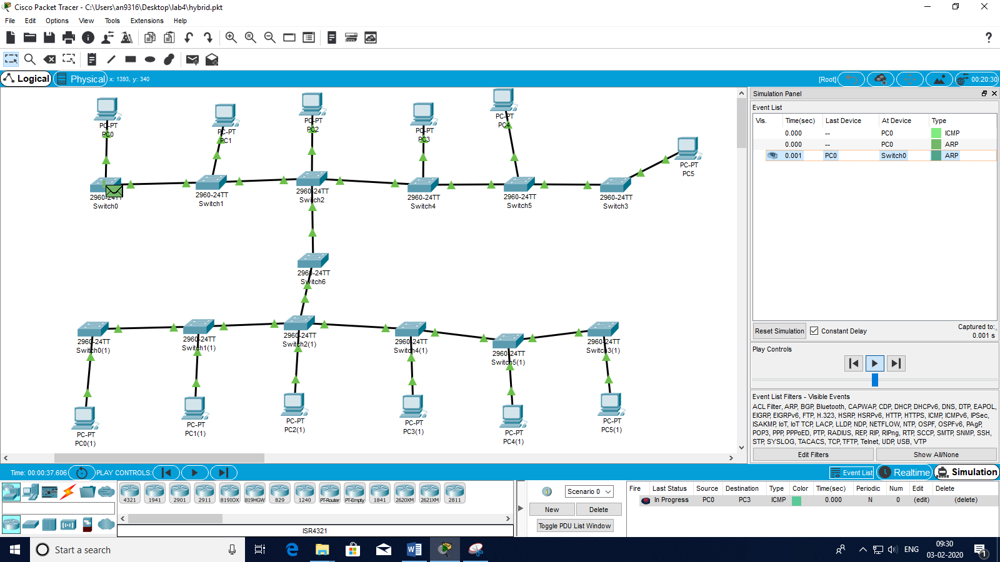 Cisco Packet Tracer - C:\Users\an9316\Desktop\lab4\hybrid.pkt
File Edit Options View Tools Extensions Help
?
Logical Physical x: 1393, y: 340 [Root] 00:20:30
Simulation Panel
Event List
Vis. Time(sec) Last Device At Device Type
0.000 -- PC0 ICMP
0.000 -- PC0 ARP
0.001 PC0 Switch0 ARP
Reset Simulation Constant Delay Captured to:
0.001 s
Play Controls
Event List Filters - Visible Events
ACL Filter, ARP, BGP, Bluetooth, CAPWAP, CDP, DHCP, DHCPv6, DNS, DTP, EAPOL,
EIGRP, EIGRPv6, FTP, H.323, HSRP, HSRPv6, HTTP, HTTPS, ICMP, ICMPv6, IPSec,
ISAKMP, IoT, IoT TCP, LACP, LLDP, NDP, NETFLOW, NTP, OSPF, OSPFv6, PAgP,
POP3, PPP, PPPoED, PTP, RADIUS, REP, RIP, RIPng, RTP, SCCP, SMTP, SNMP, SSH,
STP, SYSLOG, TACACS, TCP, TFTP, Telnet, UDP, USB, VTP
Edit Filters Show All/None
PC-PT
PC0
PC-PT
PC1
PC-PT
PC2
PC-PT
PC3
PC-PT
PC4
PC-PT
PC5
2960-24TT
Switch0
2960-24TT
Switch1
2960-24TT
Switch2
2960-24TT
Switch4
2960-24TT
Switch5
2960-24TT
Switch3
2960-24TT
Switch6
2960-24TT
Switch0(1)
2960-24TT
Switch1(1)
2960-24TT
Switch2(1)
2960-24TT
Switch4(1)
2960-24TT
Switch5(1)
2960-24TT
Switch3(1)
PC-PT
PC0(1)
PC-PT
PC1(1)
PC-PT
PC2(1)
PC-PT
PC3(1)
PC-PT
PC4(1)
PC-PT
PC5(1)
Time: 00:00:37.606 PLAY CONTROLS: Event List Realtime Simulation
4321 1941 2901 2911 819IOX 819HGW 829 1240 PT-Router PT-Empty 1841 2620XM 2621XM 2811
ISR4321
1 Scenario 0
New Delete
Toggle PDU List Window
Fire Last Status Source Destination Type Color Time(sec) Periodic Num Edit Delete
In Progress PC0 PC3 ICMP 0.000 N 0 (edit) (delete)
Start a search
ENG
09:30
03-02-2020
1